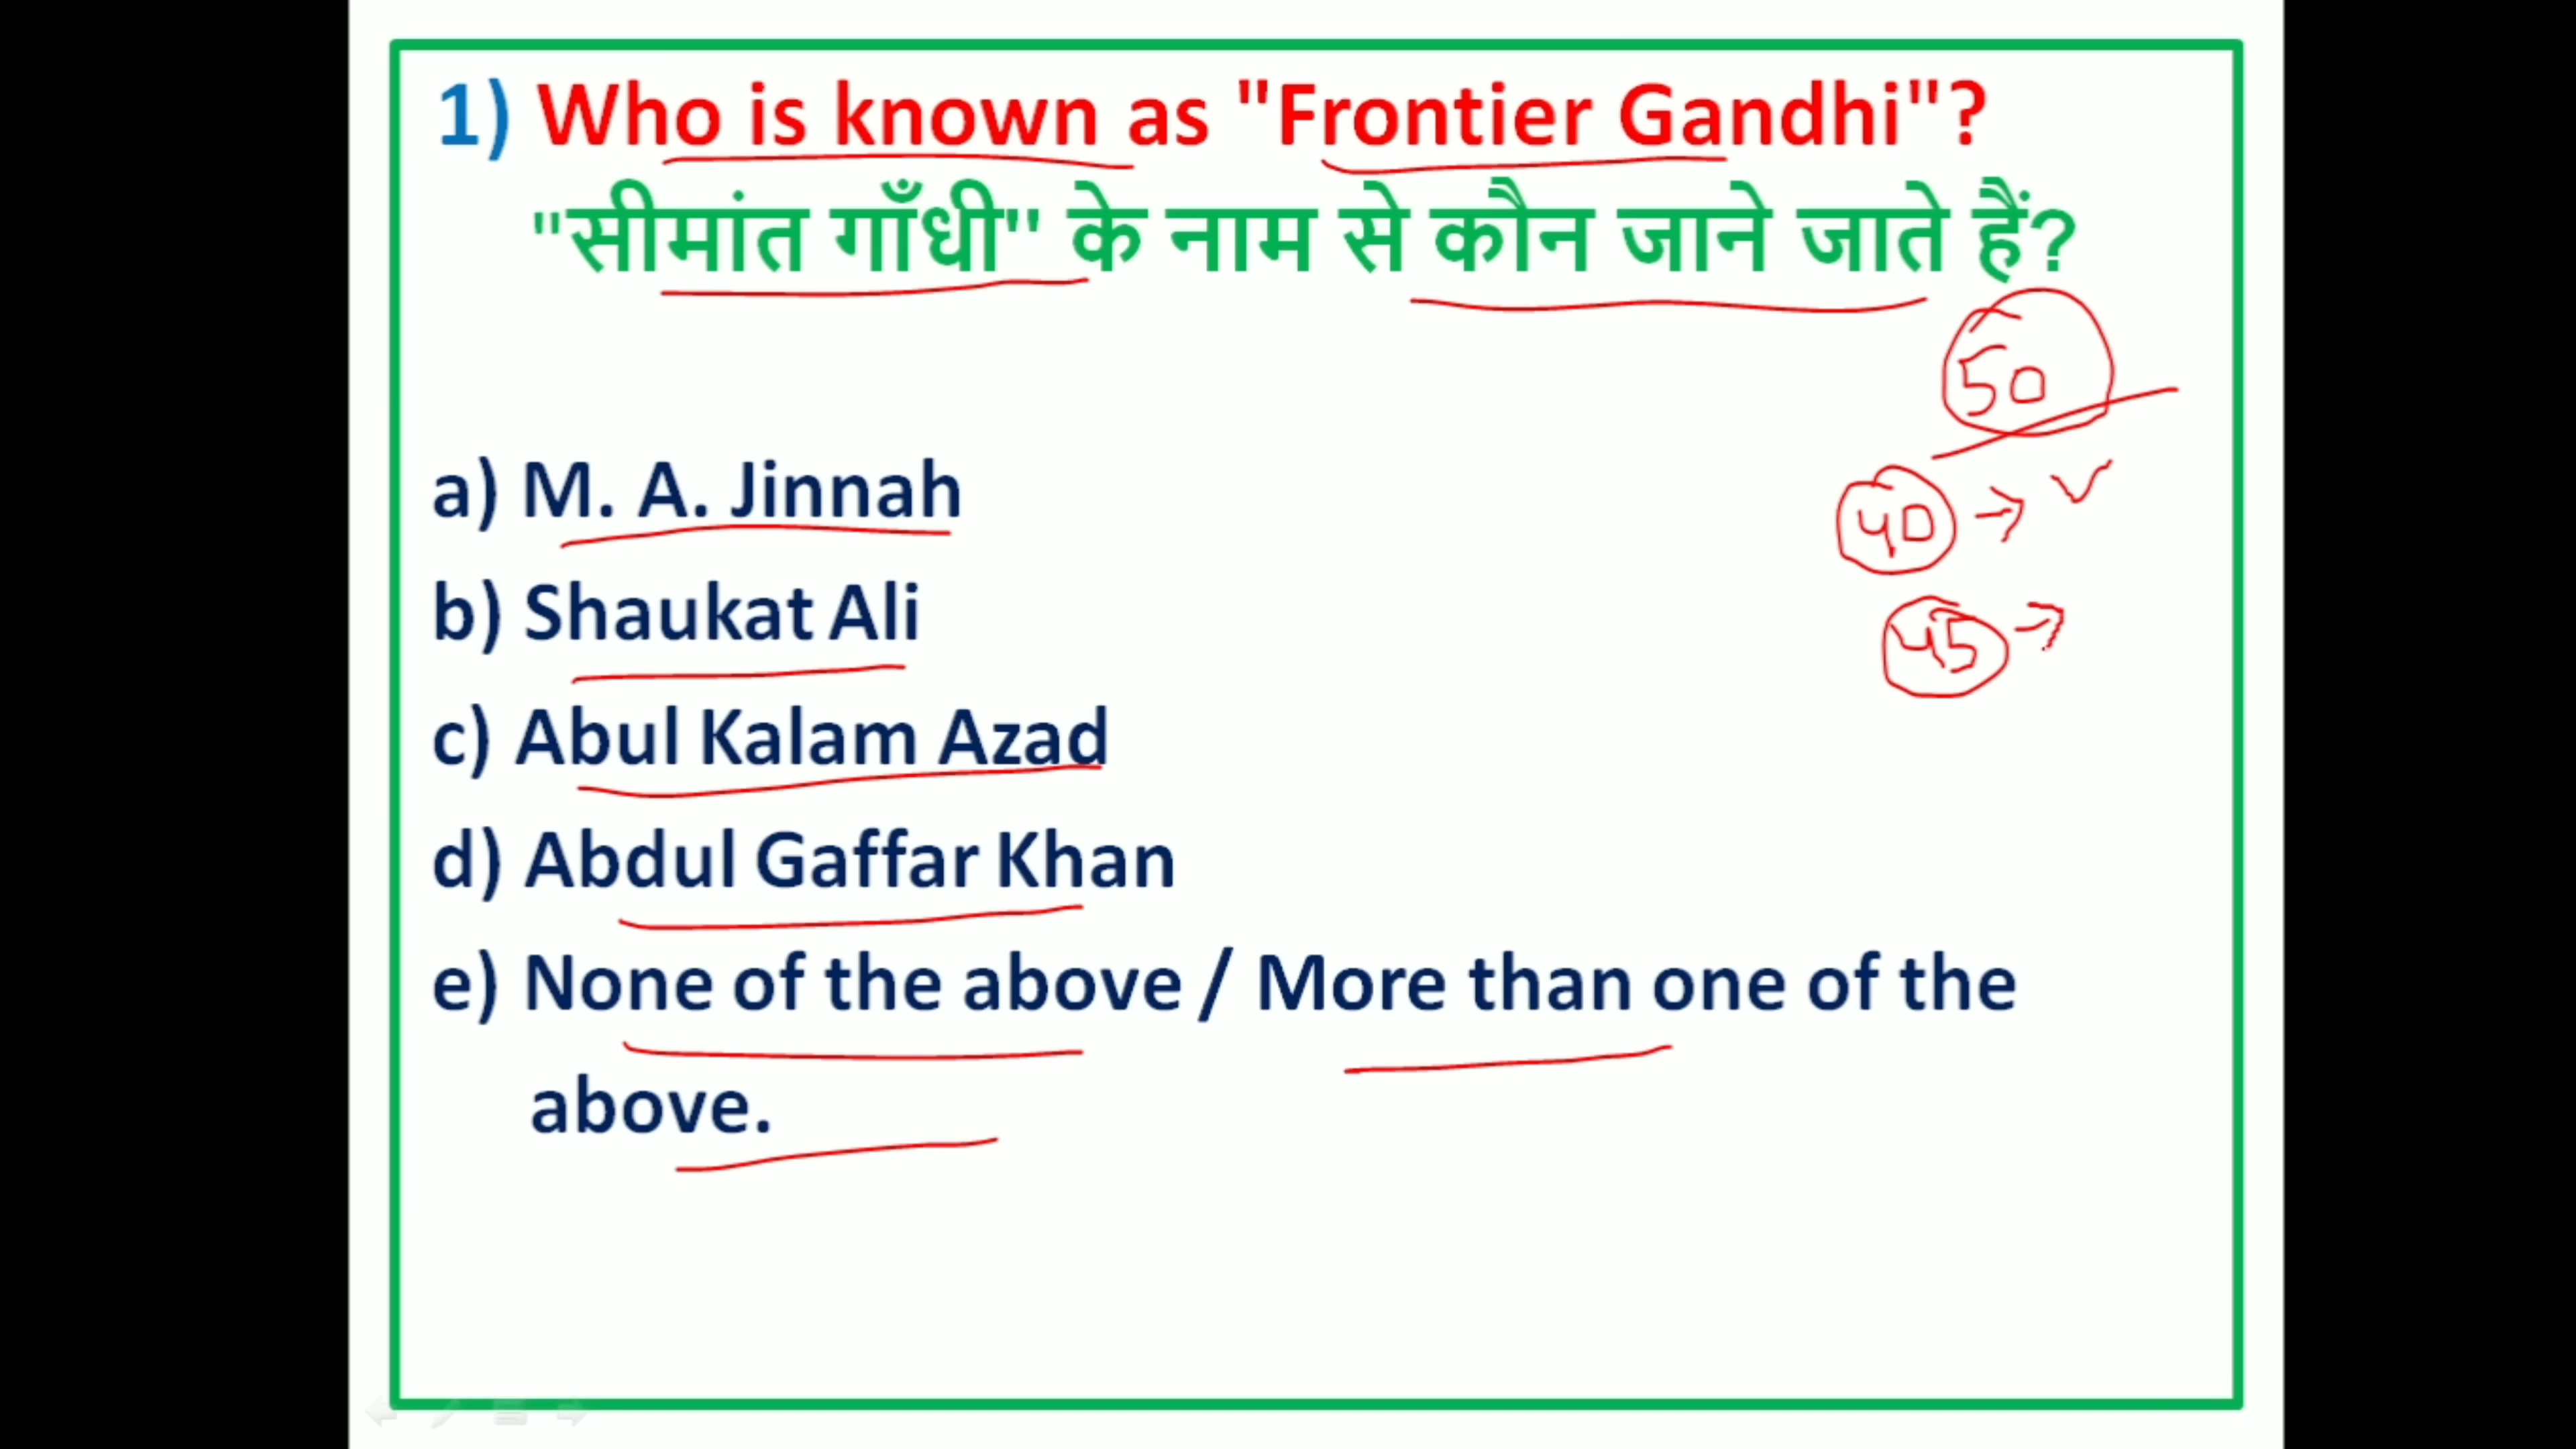 1) Who is known as "Frontier Gandhi"?
"सीमांत गाँधी" के नाम से कौन जाने जाते हैं?
50
a) M. A. Jinnah
40
b) Shaukat Ali
45
c) Abul Kalam Azad
d) Abdul Gaffar Khan
e) None of the above / More than one of the
above.